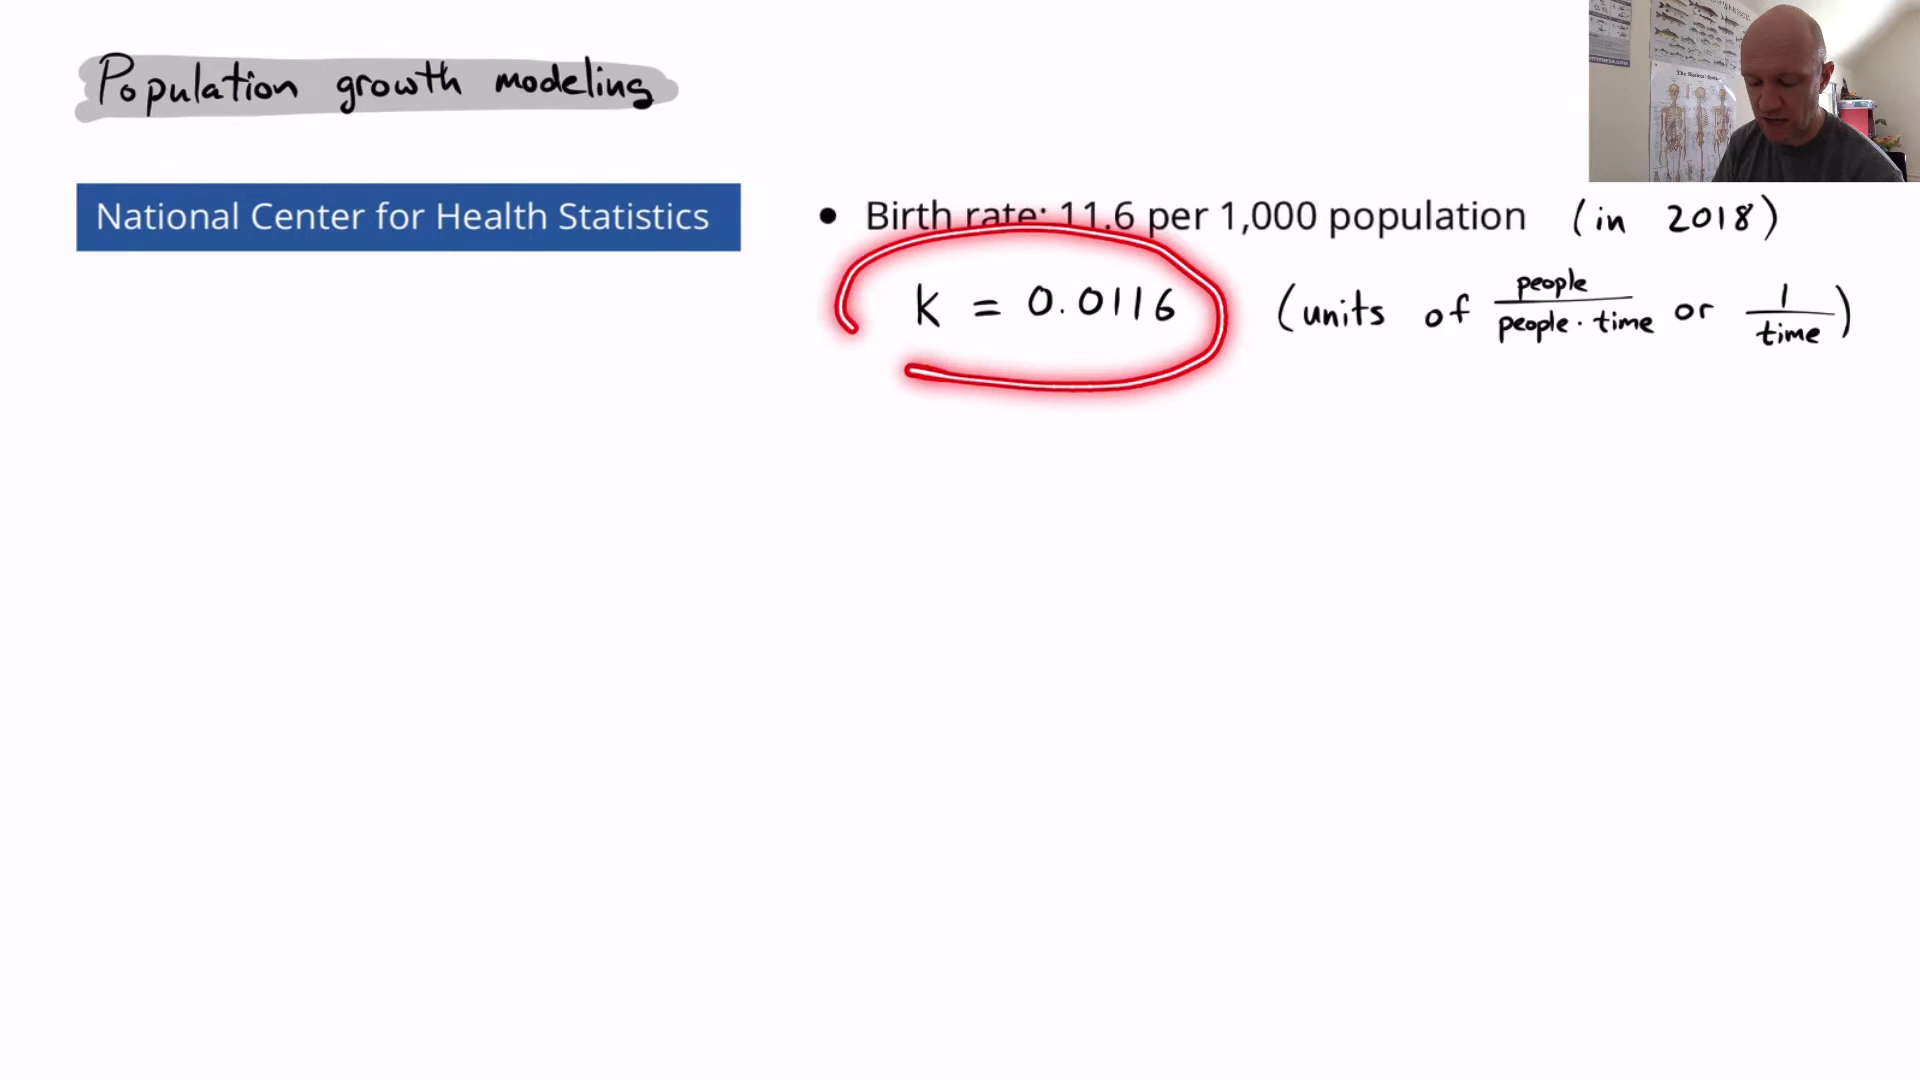 Population growth modeling
National Center for Health Statistics
• Birth rate: 11.6 per 1,000 population (in 2018)
k = 0.0116 (units of people / people · time or 1 / time)